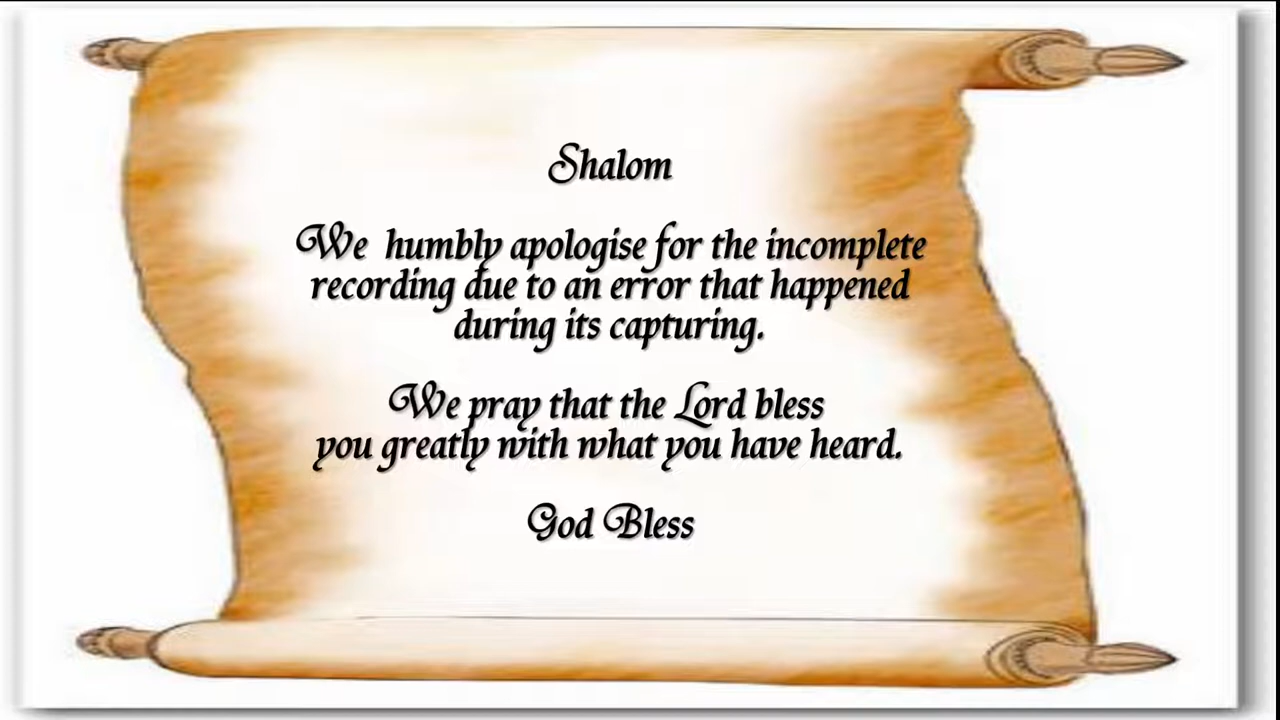 Shalom
We humbly apologise for the incomplete
recording due to an error that happened
during its capturing.
We pray that the Lord bless
you greatly with what you have heard.
God Bless